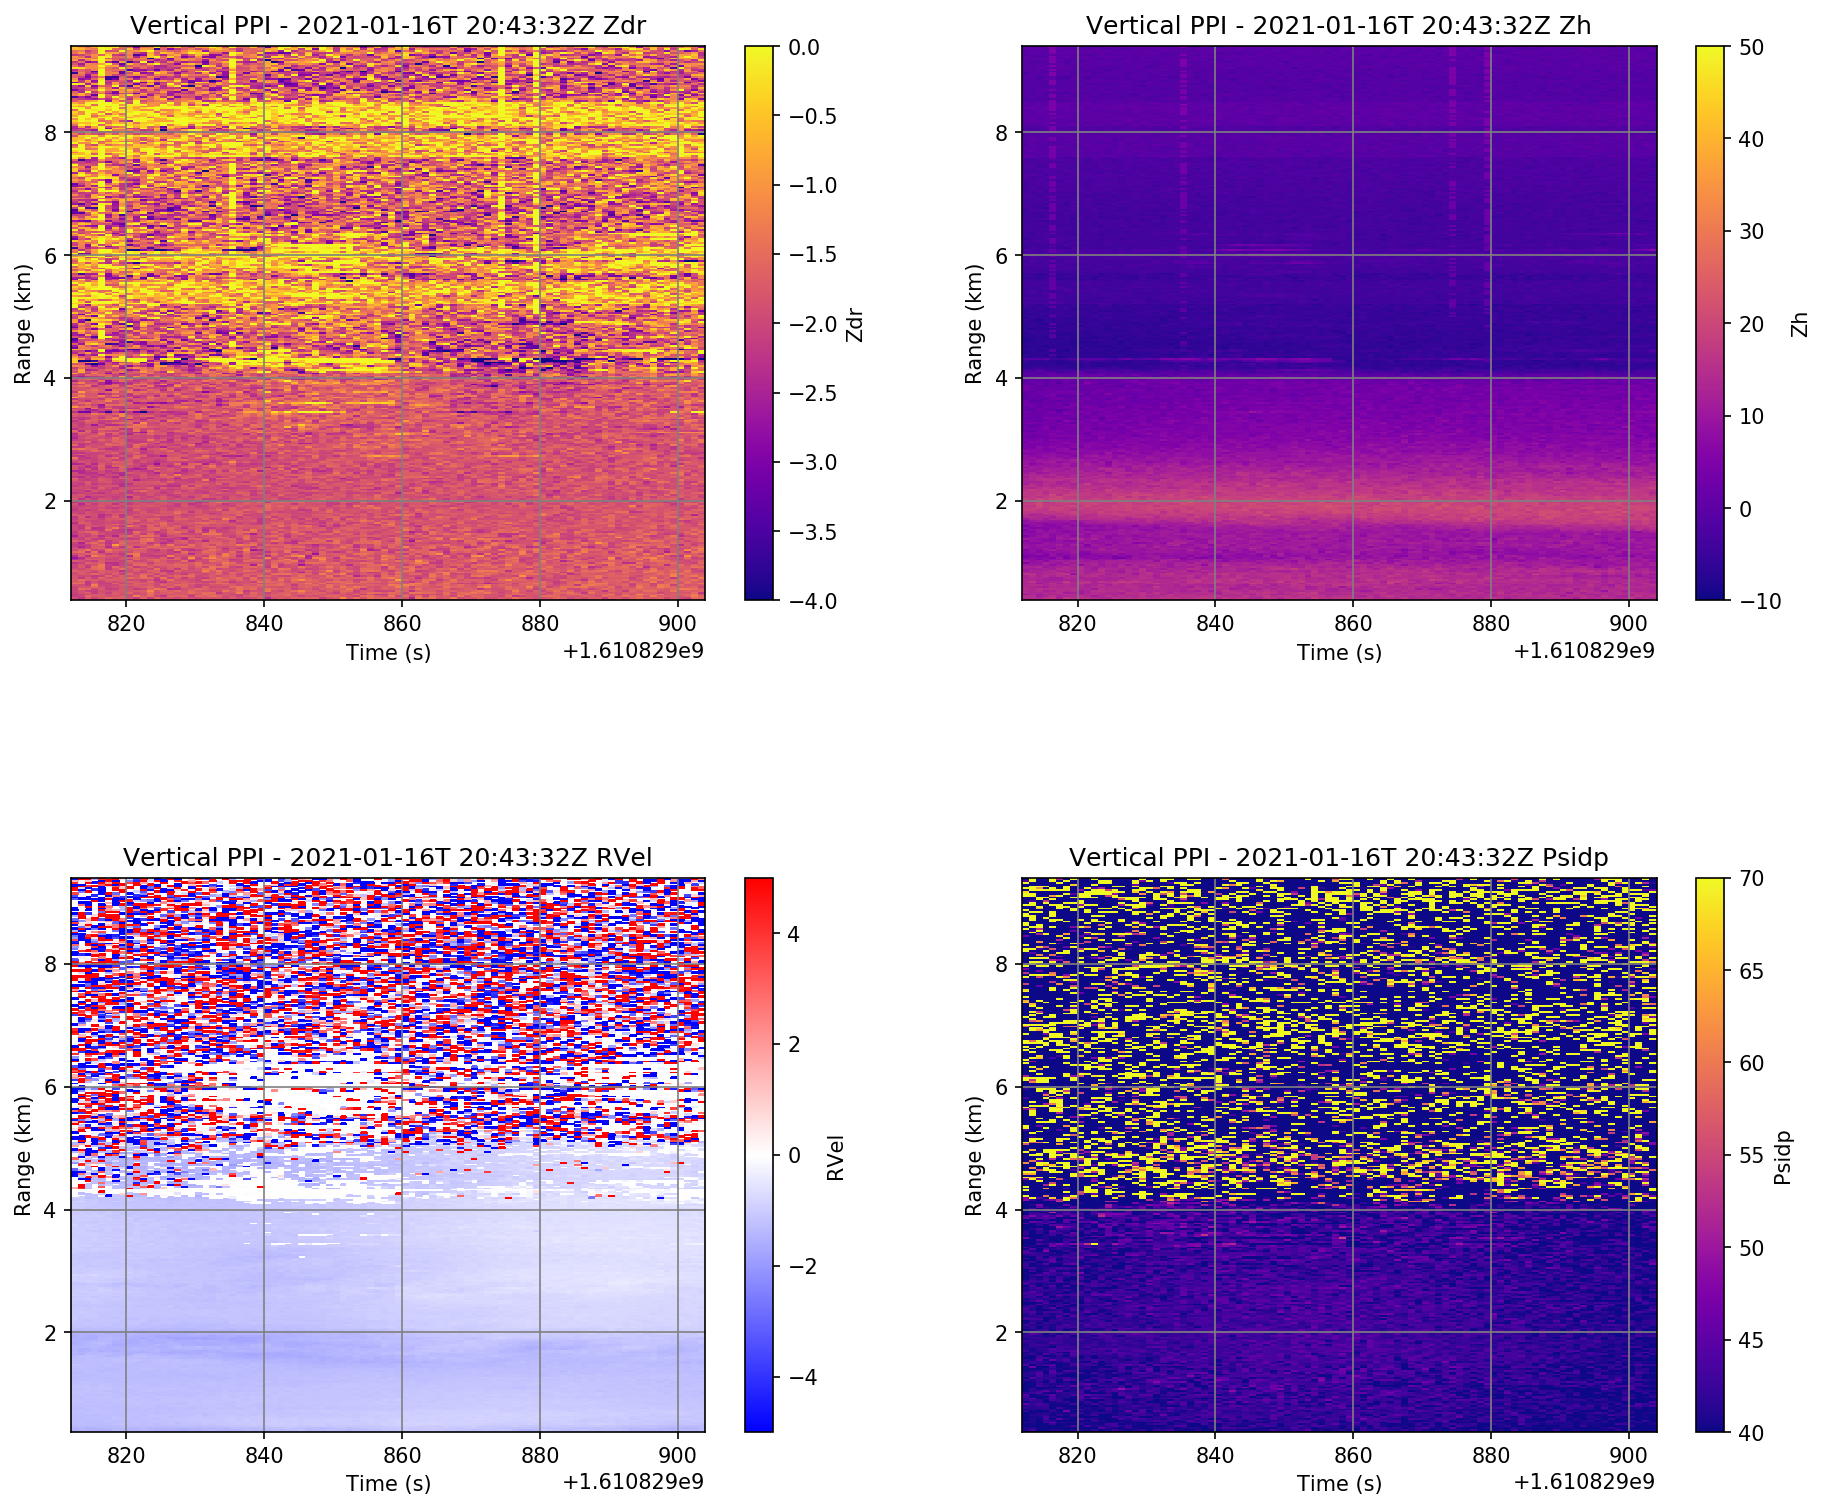 Vertical PPI - 2021-01-16T 20:43:32Z Zdr
Range (km)
8
6
4
2
820 840 860 880 900
Time (s)
+1.610829e9
0.0
−0.5
−1.0
−1.5
−2.0
−2.5
−3.0
−3.5
−4.0
Zdr
Vertical PPI - 2021-01-16T 20:43:32Z Zh
Range (km)
8
6
4
2
820 840 860 880 900
Time (s)
+1.610829e9
50
40
30
20
10
0
−10
Zh
Vertical PPI - 2021-01-16T 20:43:32Z RVel
Range (km)
8
6
4
2
820 840 860 880 900
Time (s)
+1.610829e9
4
2
0
−2
−4
RVel
Vertical PPI - 2021-01-16T 20:43:32Z Psidp
Range (km)
8
6
4
2
820 840 860 880 900
Time (s)
+1.610829e9
70
65
60
55
50
45
40
Psidp